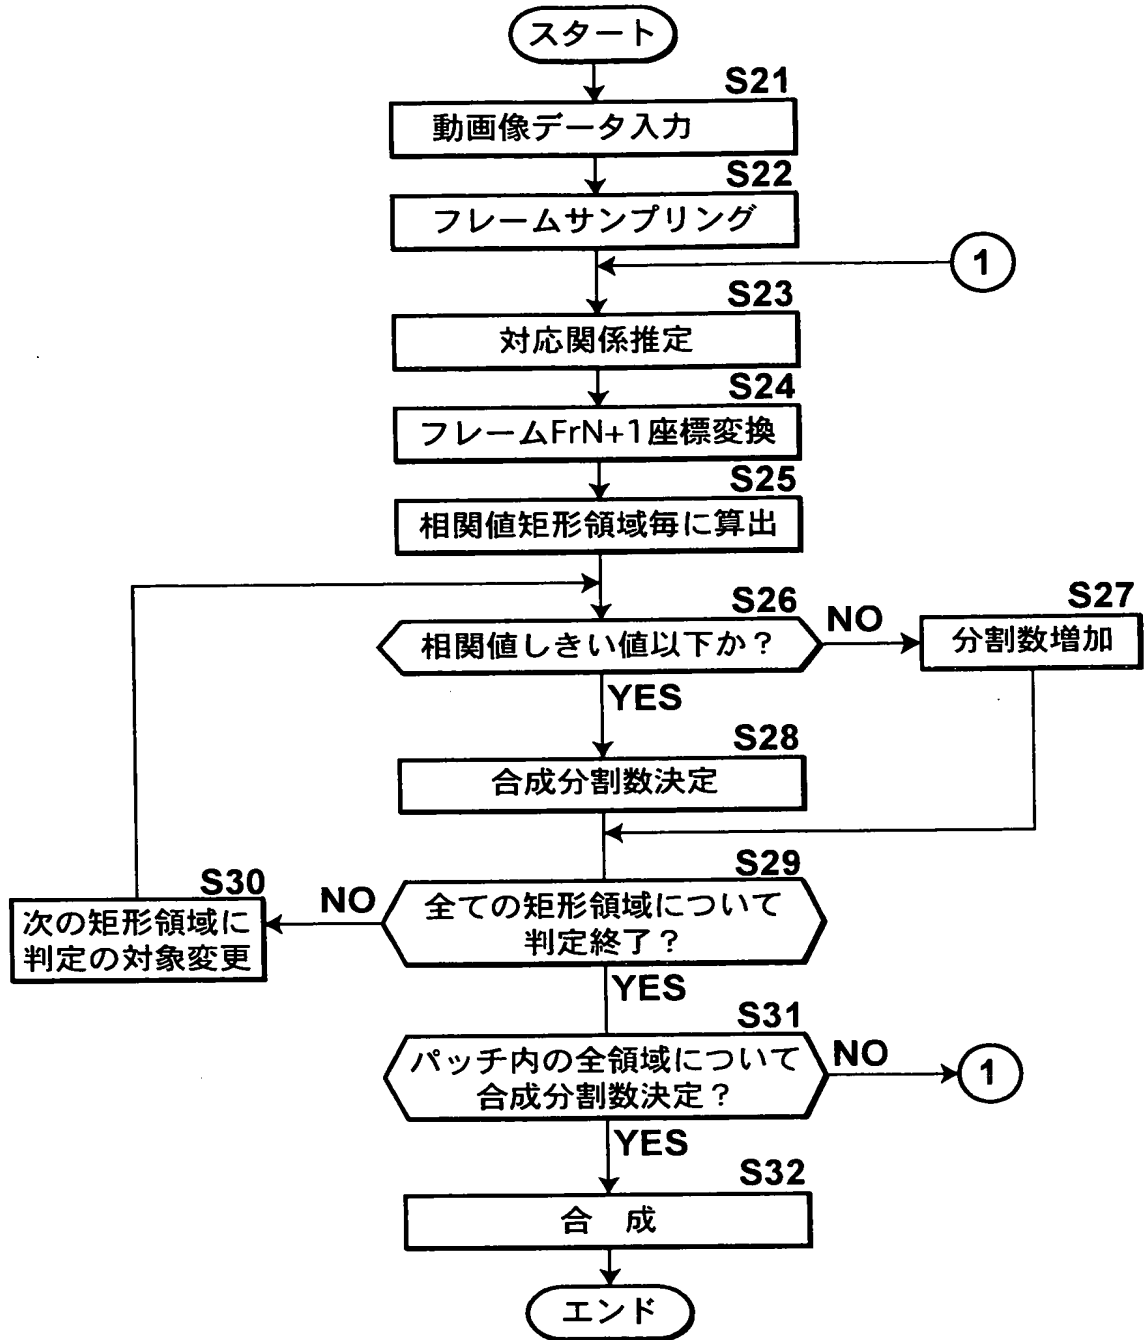 スタート
S21
動画像データ入力
S22
フレームサンプリング
1
S23
対応関係推定
S24
フレームFrN+1座標変換
S25
相関値矩形領域毎に算出
S26
相関値しきい値以下か？
NO
S27
分割数増加
YES
S28
合成分割数決定
S29
全ての矩形領域について
判定終了？
NO
S30
次の矩形領域に
判定の対象変更
YES
S31
パッチ内の全領域について
合成分割数決定？
NO
1
YES
S32
合　成
エンド